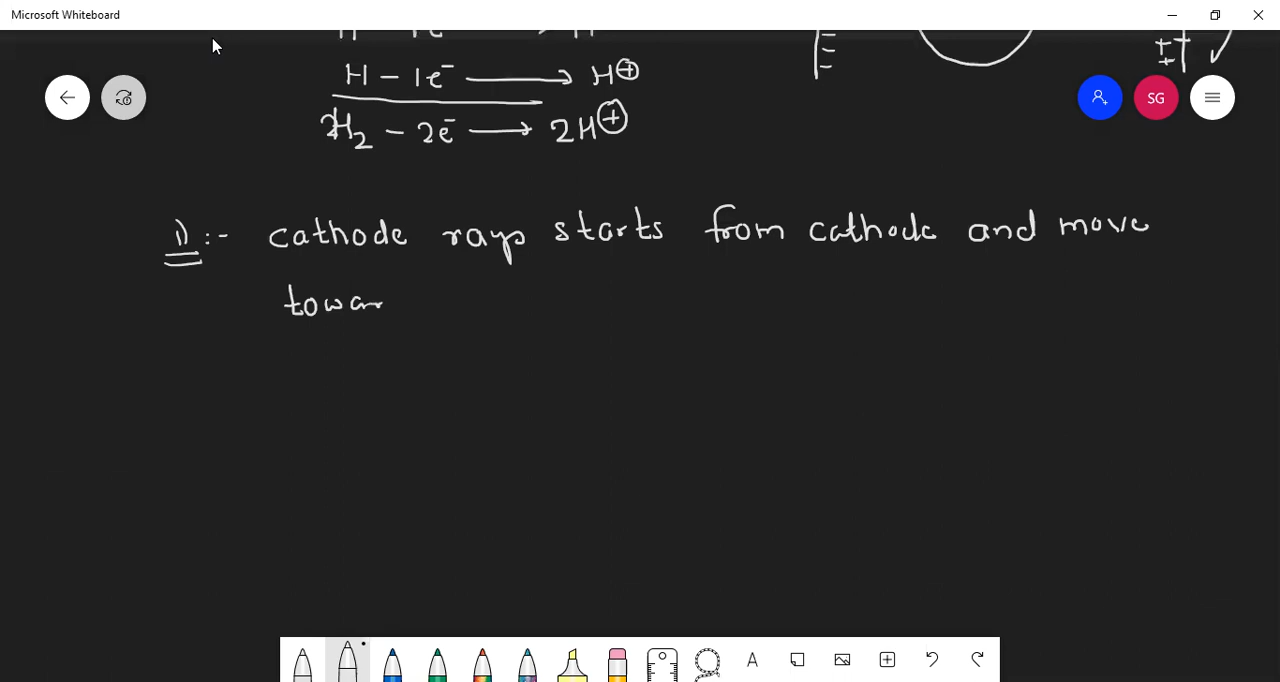 Microsoft Whiteboard
H – 1e⁻ ⟶ H⊕
H₂ – 2e⁻ ⟶ 2H⊕
SG
1) :- cathode rays starts from cathode and move
towar
A